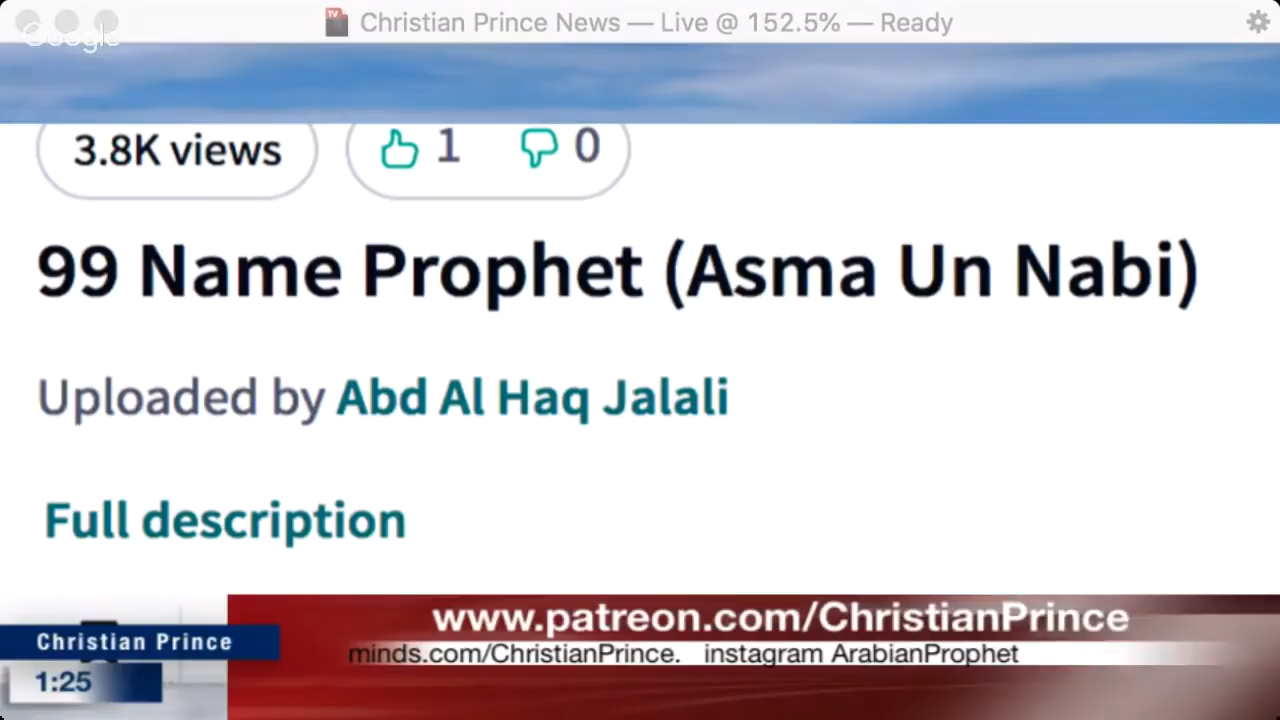 Christian Prince News — Live @ 152.5% — Ready
Google
3.8K views
1
0
99 Name Prophet (Asma Un Nabi)
Uploaded by Abd Al Haq Jalali
Full description
www.patreon.com/ChristianPrince
Christian Prince
minds.com/ChristianPrince. instagram ArabianProphet
1:25